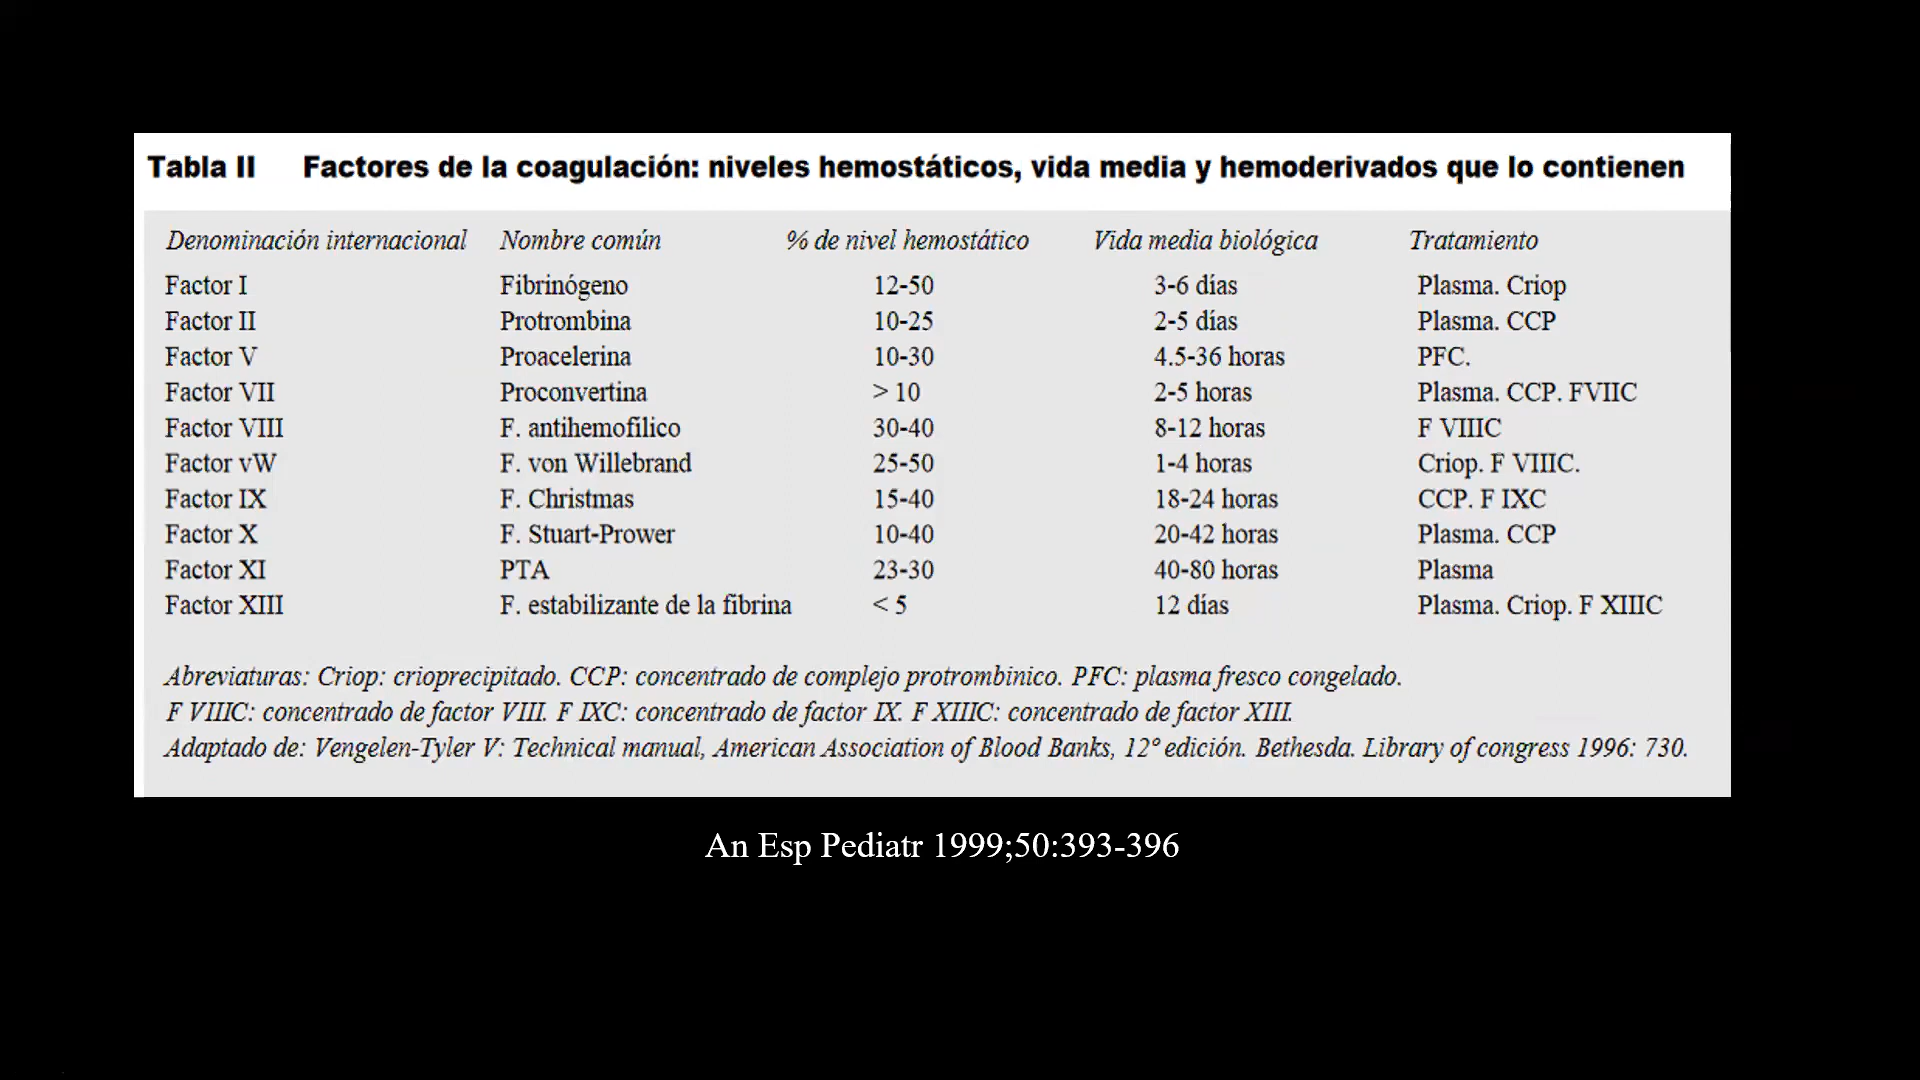 Tabla II Factores de la coagulación: niveles hemostáticos, vida media y hemoderivados que lo contienen
Denominación internacional Nombre común % de nivel hemostático Vida media biológica Tratamiento
Factor I Fibrinógeno 12-50 3-6 días Plasma. Criop
Factor II Protrombina 10-25 2-5 días Plasma. CCP
Factor V Proacelerina 10-30 4.5-36 horas PFC.
Factor VII Proconvertina > 10 2-5 horas Plasma. CCP. FVIIC
Factor VIII F. antihemofílico 30-40 8-12 horas F VIIIC
Factor vW F. von Willebrand 25-50 1-4 horas Criop. F VIIIC.
Factor IX F. Christmas 15-40 18-24 horas CCP. F IXC
Factor X F. Stuart-Prower 10-40 20-42 horas Plasma. CCP
Factor XI PTA 23-30 40-80 horas Plasma
Factor XIII F. estabilizante de la fibrina < 5 12 días Plasma. Criop. F XIIIC
Abreviaturas: Criop: crioprecipitado. CCP: concentrado de complejo protrombinico. PFC: plasma fresco congelado.
F VIIIC: concentrado de factor VIII. F IXC: concentrado de factor IX. F XIIIC: concentrado de factor XIII.
Adaptado de: Vengelen-Tyler V: Technical manual, American Association of Blood Banks, 12º edición. Bethesda. Library of congress 1996: 730.
An Esp Pediatr 1999;50:393-396